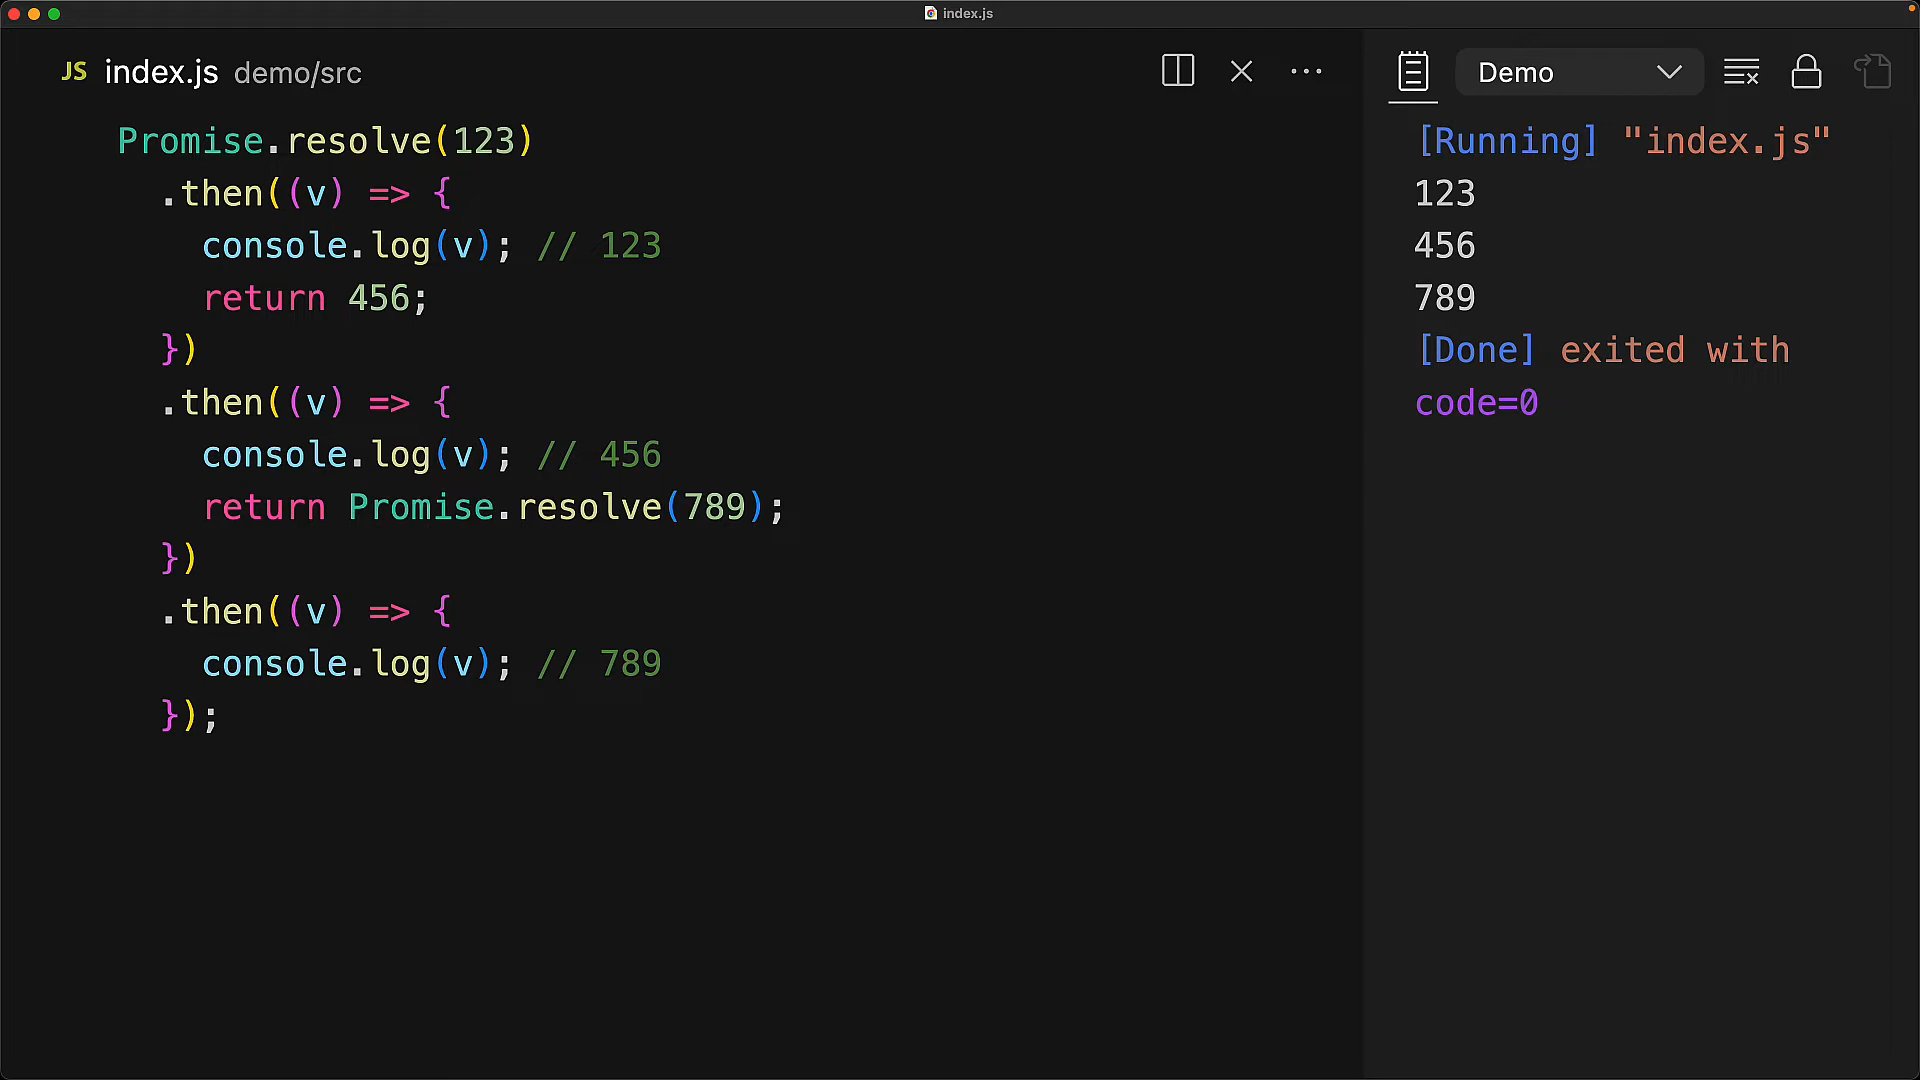 index.js
JS index.js demo/src
Promise.resolve(123)
  .then((v) => {
    console.log(v); // 123
    return 456;
  })
  .then((v) => {
    console.log(v); // 456
    return Promise.resolve(789);
  })
  .then((v) => {
    console.log(v); // 789
  });
Demo
[Running] "index.js"
123
456
789
[Done] exited with
code=0